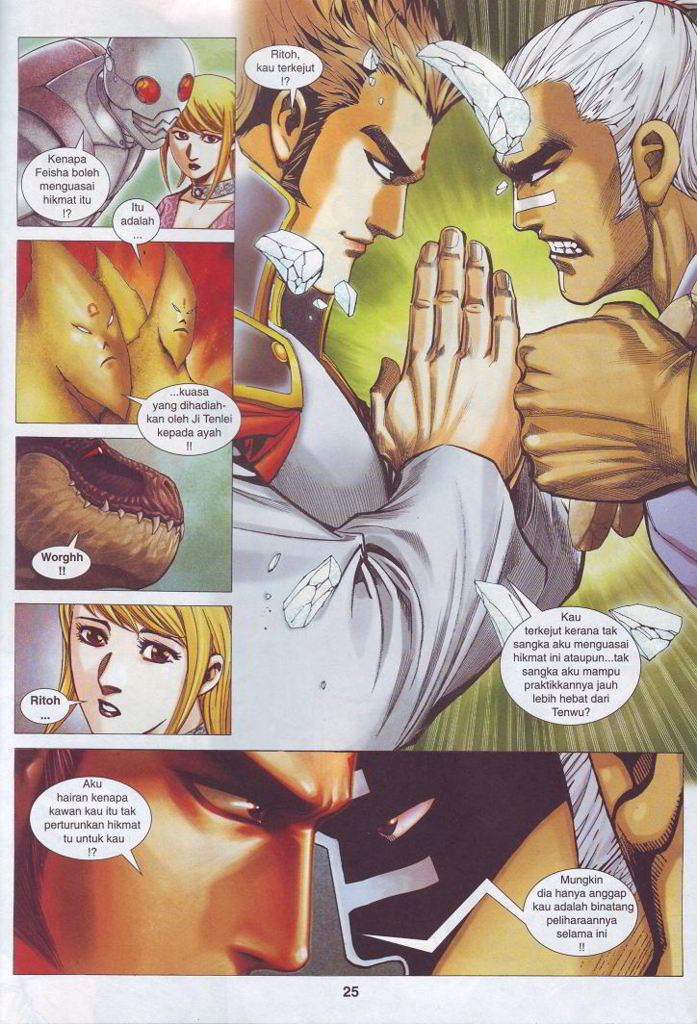 Kenapa
Feisha boleh
menguasai
hikmat itu
!?
Itu
adalah
...
...kuasa
yang dihadiah-
kan oleh Ji Tenlei
kepada ayah
!!
Worghh
!!
Ritoh
...
Ritoh,
kau terkejut
!?
Kau
terkejut kerana tak
sangka aku menguasai
hikmat ini ataupun...tak
sangka aku mampu
praktikkannya jauh
lebih hebat dari
Tenwu?
Aku
hairan kenapa
kawan kau itu tak
perturunkan hikmat
tu untuk kau
!?
Mungkin
dia hanya anggap
kau adalah binatang
peliharaannya
selama ini
!!
25